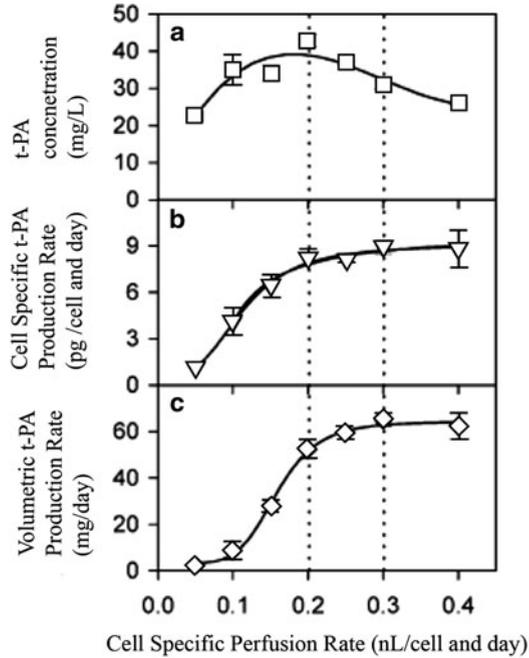 a
t-PA
concnetration
(mg/L)
50
40
30
20
10
0
b
Cell Specific t-PA
Production Rate
(pg /cell and day)
9
6
3
0
c
Volumetric t-PA
Production Rate
(mg/day)
60
40
20
0
0.0 0.1 0.2 0.3 0.4
Cell Specific Perfusion Rate (nL/cell and day)